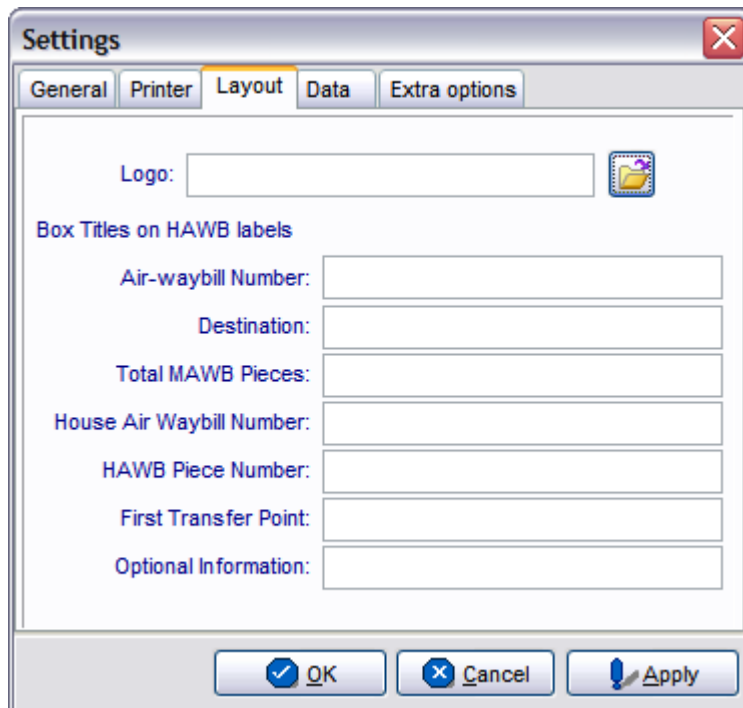 Settings
General Printer Layout Data Extra options
Logo:
Box Titles on HAWB labels
Air-waybill Number:
Destination:
Total MAWB Pieces:
House Air Waybill Number:
HAWB Piece Number:
First Transfer Point:
Optional Information:
OK Cancel Apply